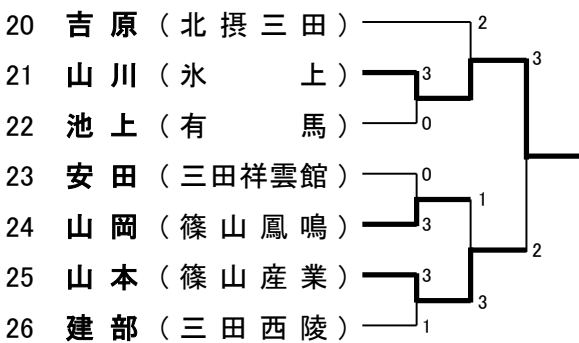 20 吉原 (北摂三田) 2
3
21 山川 (氷上) 3
22 池上 (有馬) 0
23 安田 (三田祥雲館) 0
1
24 山岡 (篠山鳳鳴) 3
2
25 山本 (篠山産業) 3
3
26 建部 (三田西陵) 1